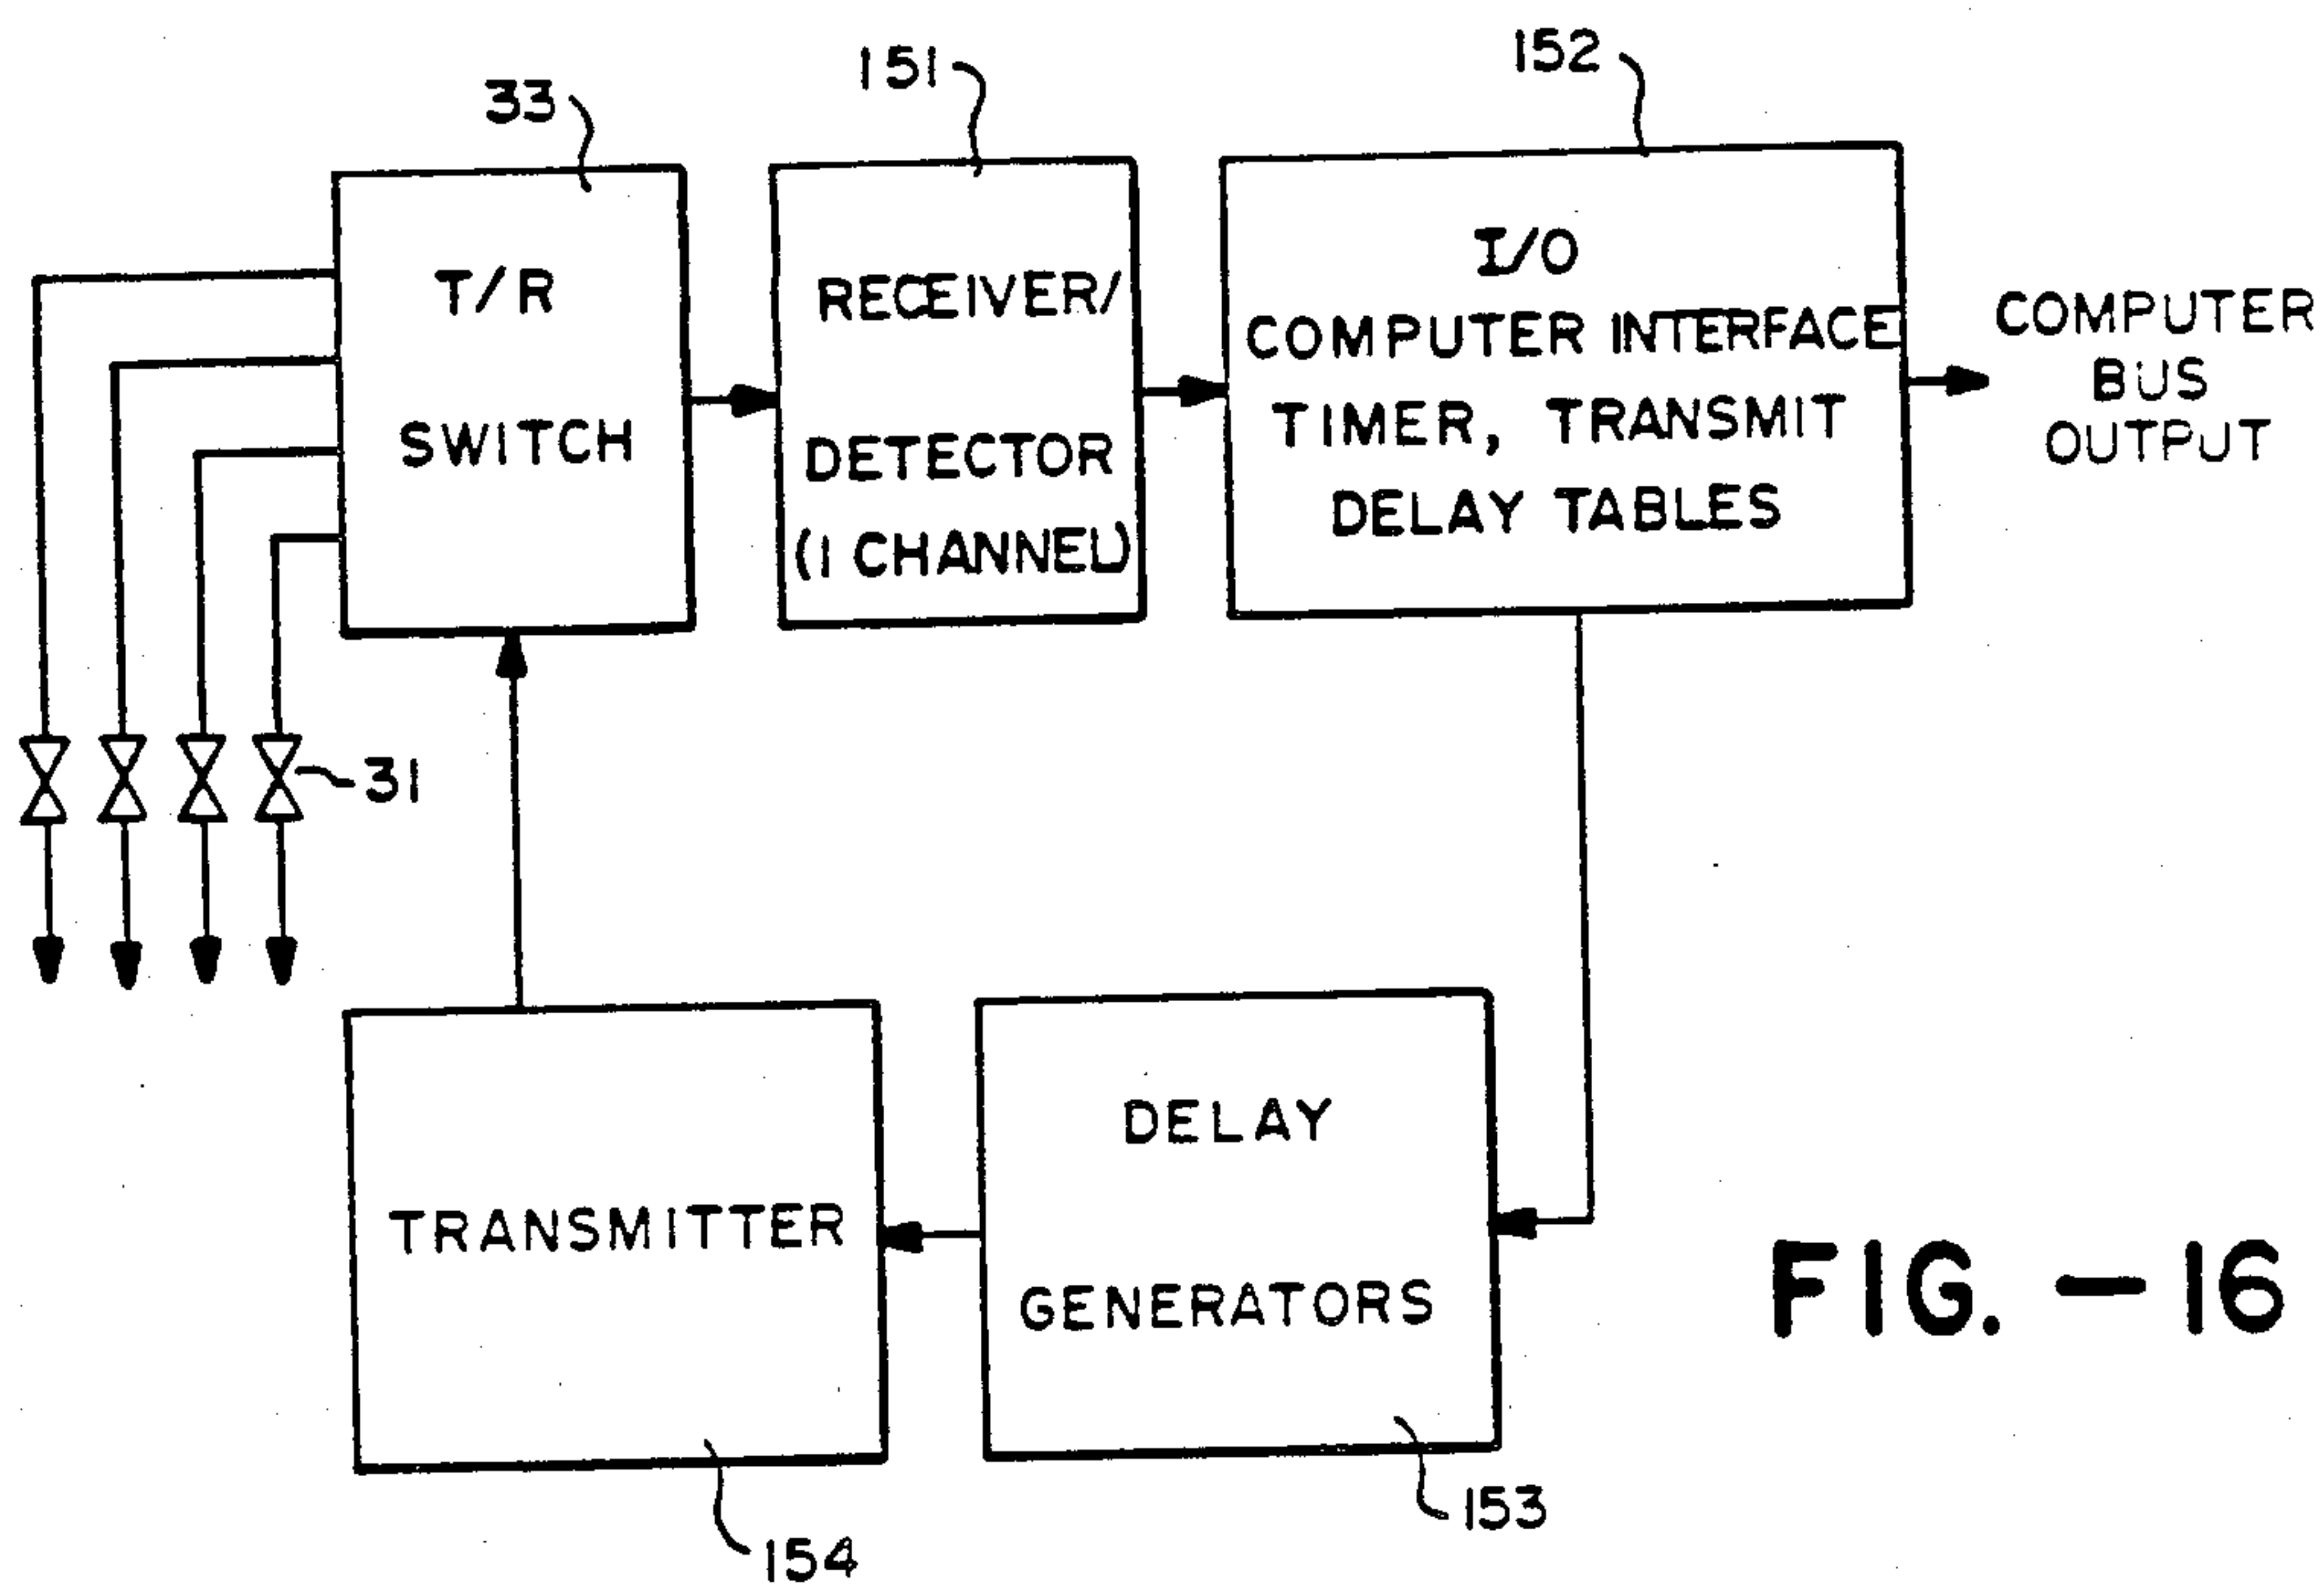 33
151
152
T/R
SWITCH
RECEIVER/
DETECTOR
(1 CHANNEL)
I/O
COMPUTER INTERFACE
TIMER, TRANSMIT
DELAY TABLES
COMPUTER
BUS
OUTPUT
31
TRANSMITTER
DELAY
GENERATORS
154
153
FIG.-16